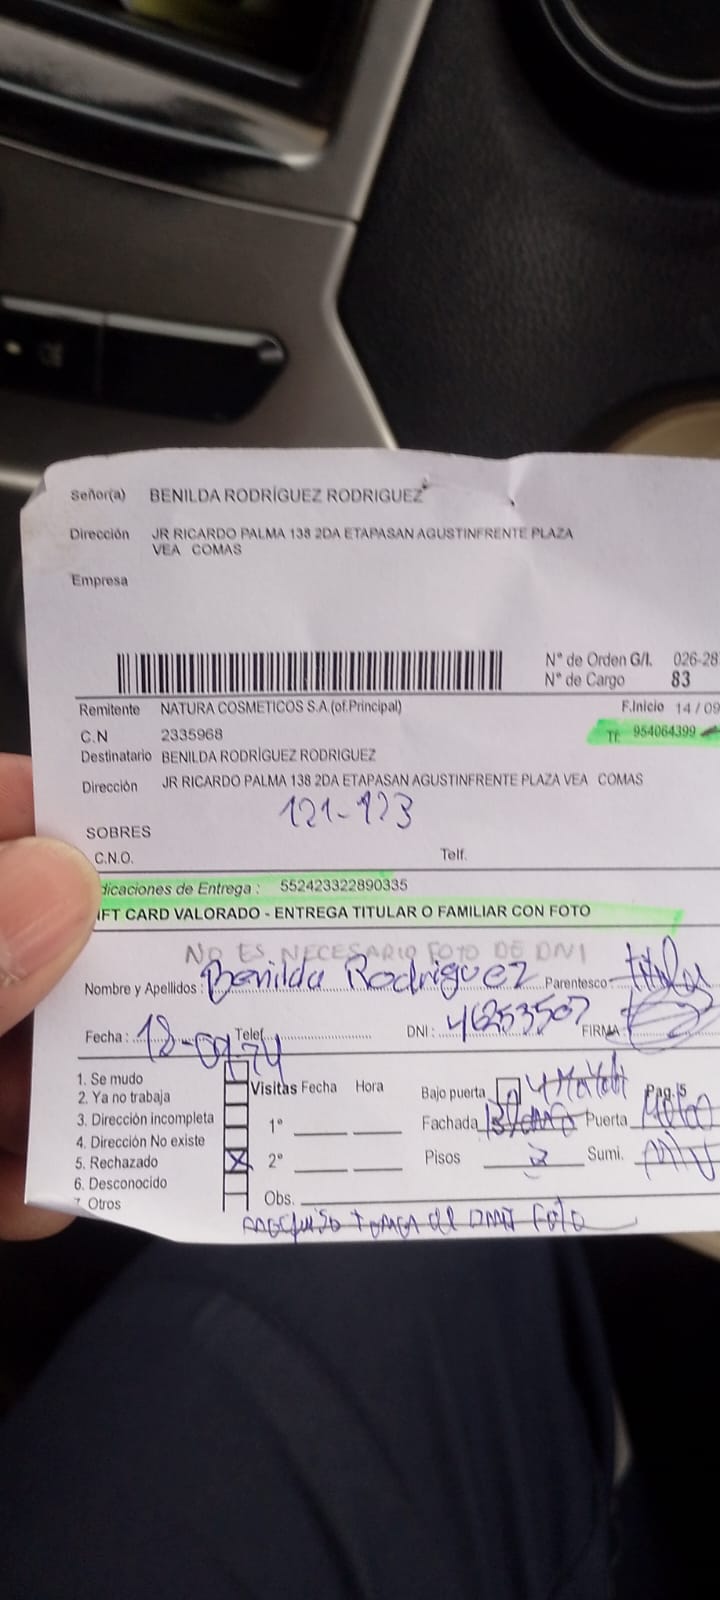 Señor(a) BENILDA RODRÍGUEZ RODRIGUEZ
Dirección JR RICARDO PALMA 138 2DA ETAPASAN AGUSTINFRENTE PLAZA
VEA COMAS
Empresa
N° de Orden G/I. 026-28
N° de Cargo 83
Remitente NATURA COSMETICOS S.A.(of.Principal) F.Inicio 14 / 09
C.N 2335968 Tf: 954064399
Destinatario BENILDA RODRÍGUEZ RODRIGUEZ
Dirección JR RICARDO PALMA 138 2DA ETAPASAN AGUSTINFRENTE PLAZA VEA COMAS
121-123
SOBRES
C.N.O. Telf.
dicaciones de Entrega : 552423322890335
IFT CARD VALORADO - ENTREGA TITULAR O FAMILIAR CON FOTO
NO ES NECESARIO FOTO DE DNI
Nombre y Apellidos : Benilda Rodriguez Parentesco : titular
Fecha : Telef. DNI : 46253507 FIRMA
1. Se mudo Visitas Fecha Hora Bajo puerta Pag.
2. Ya no trabaja
3. Dirección incompleta 1° Fachada Puerta
4. Dirección No existe
5. Rechazado X 2° Pisos 2 Sumi.
6. Desconocido
7. Otros Obs.
FOTO